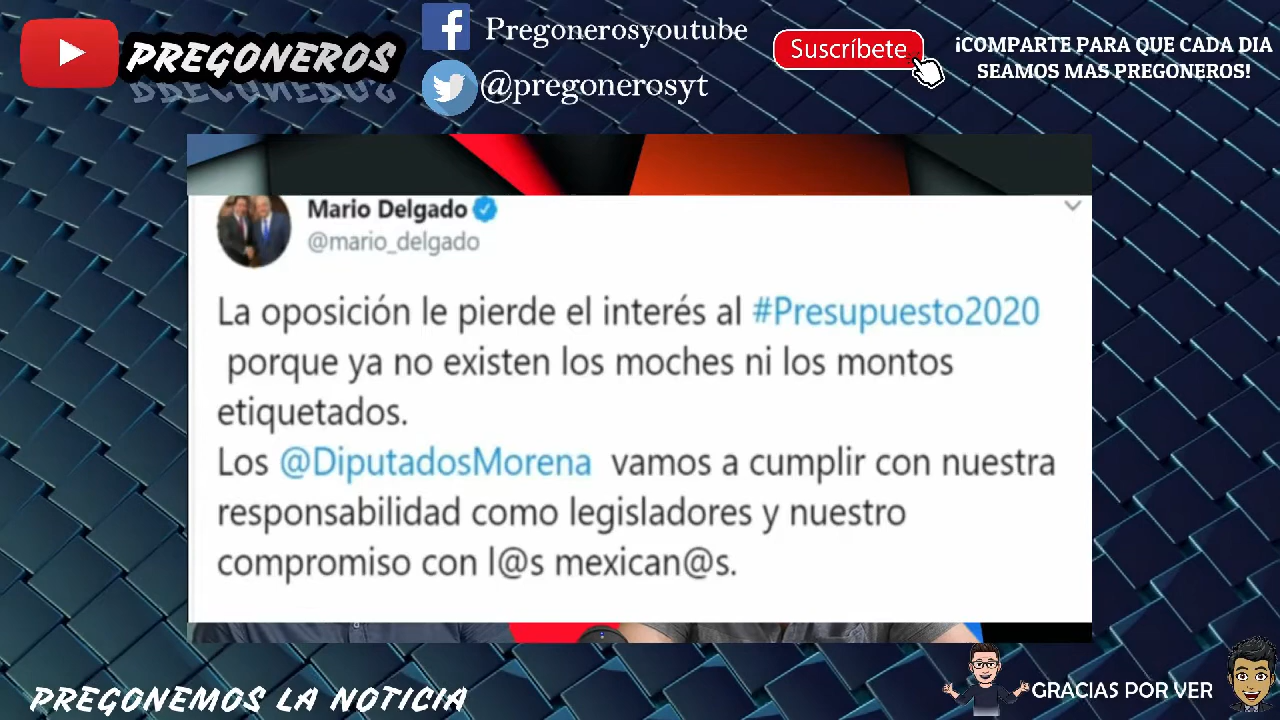 PREGONEROS
Pregonerosyoutube
@pregonerosyt
Suscríbete
¡COMPARTE PARA QUE CADA DIA
SEAMOS MAS PREGONEROS!
Mario Delgado
@mario_delgado
La oposición le pierde el interés al #Presupuesto2020
porque ya no existen los moches ni los montos
etiquetados.
Los @DiputadosMorena vamos a cumplir con nuestra
responsabilidad como legisladores y nuestro
compromiso con l@s mexican@s.
PREGONEMOS LA NOTICIA
GRACIAS POR VER